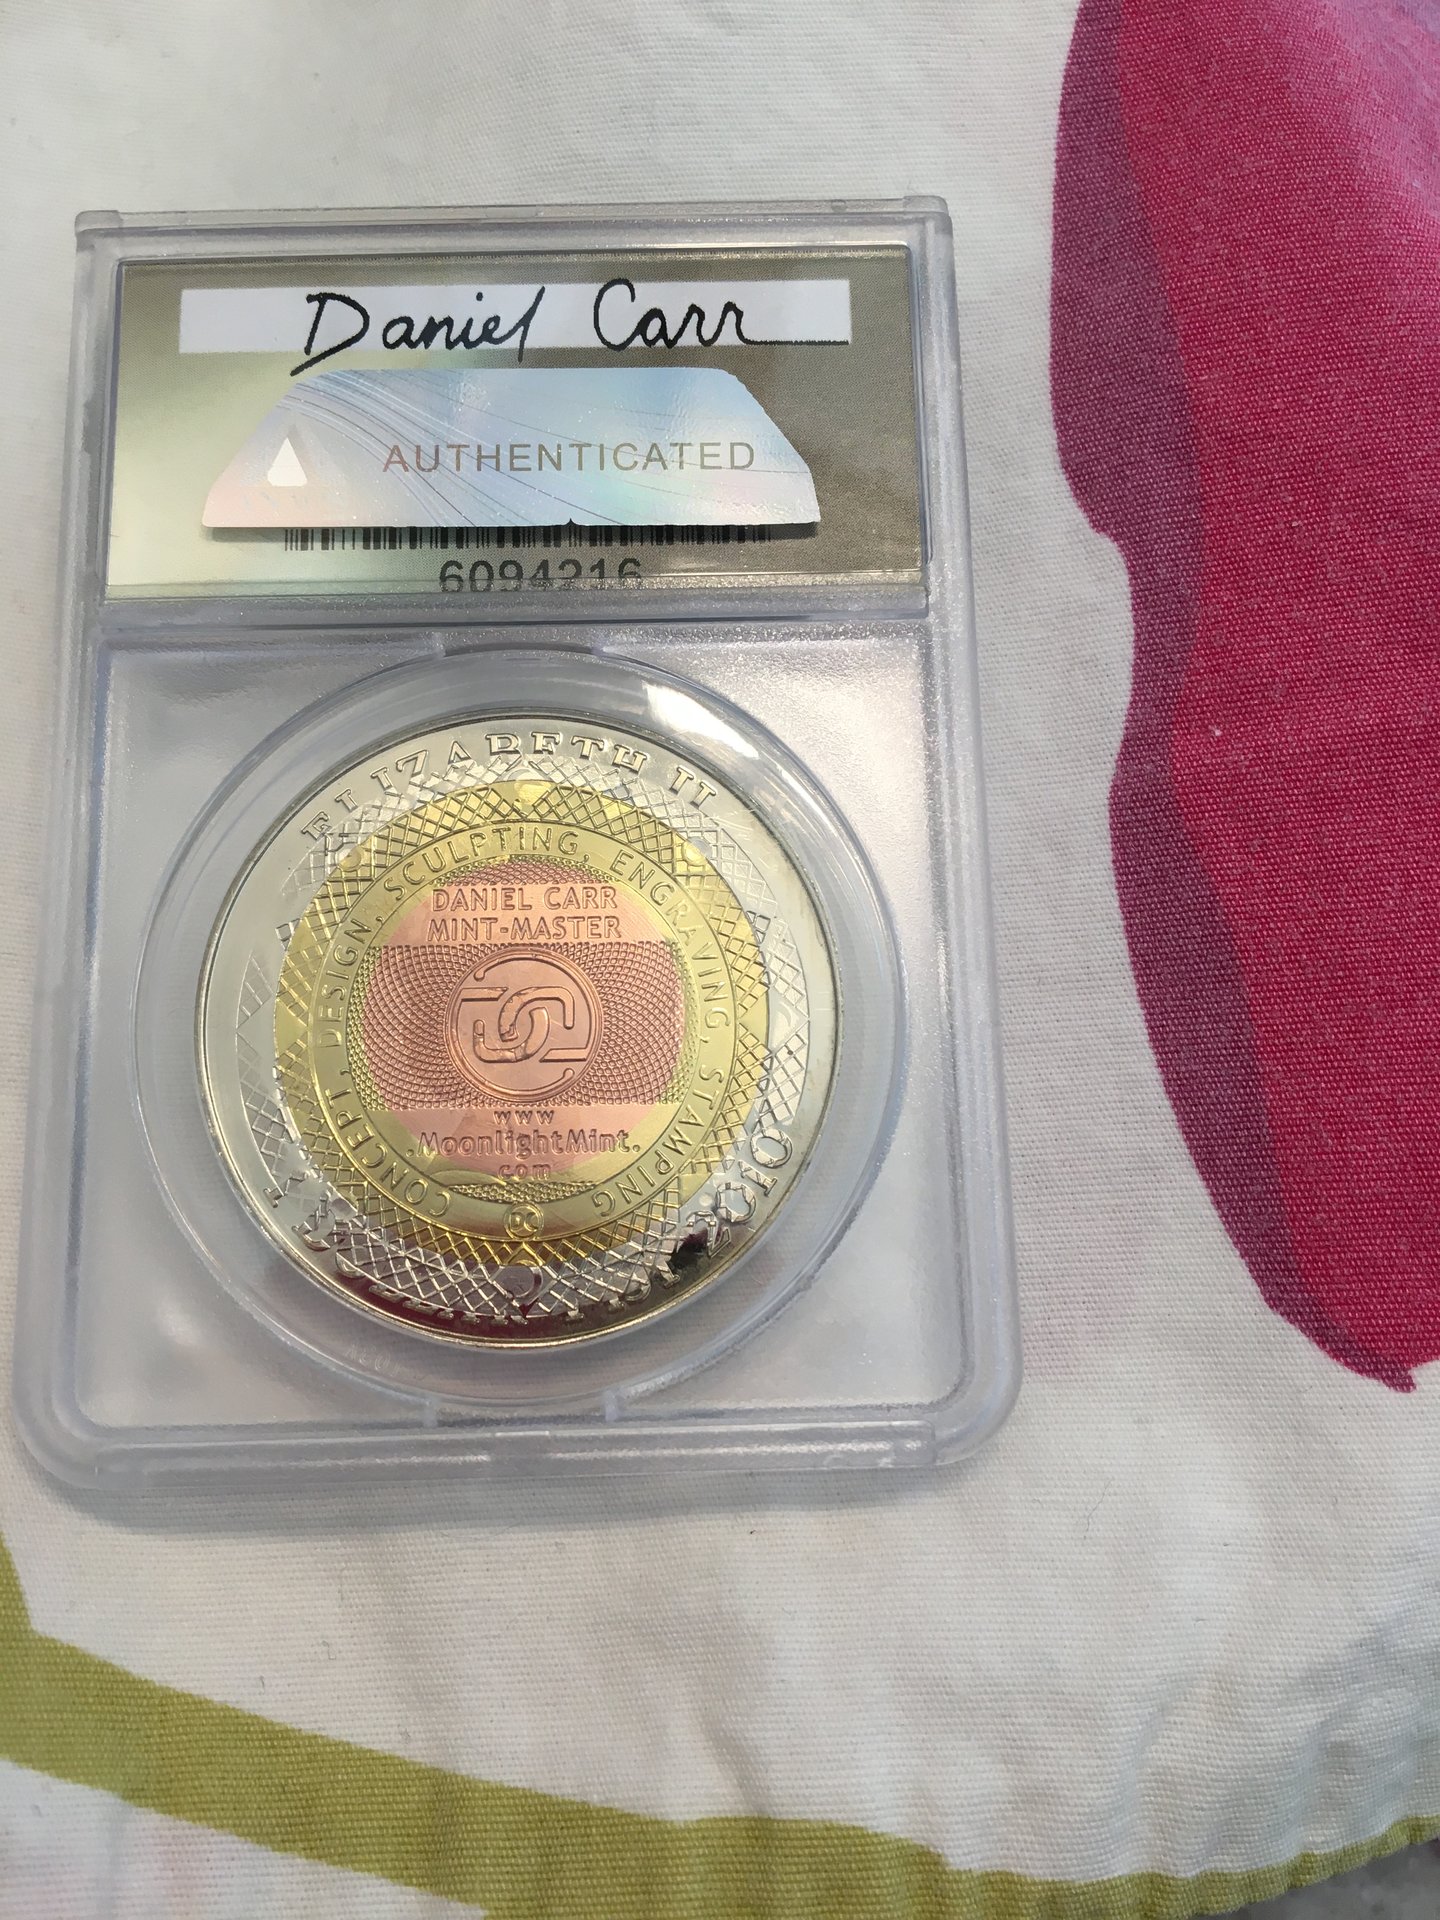 Daniel Carr
AUTHENTICATED
6094216
ELIZABETH II
CONCEPT, DESIGN, SCULPTING, ENGRAVING, STAMPING
DANIEL CARR
MINT-MASTER
www
.MoonlightMint.
com
DC
2010